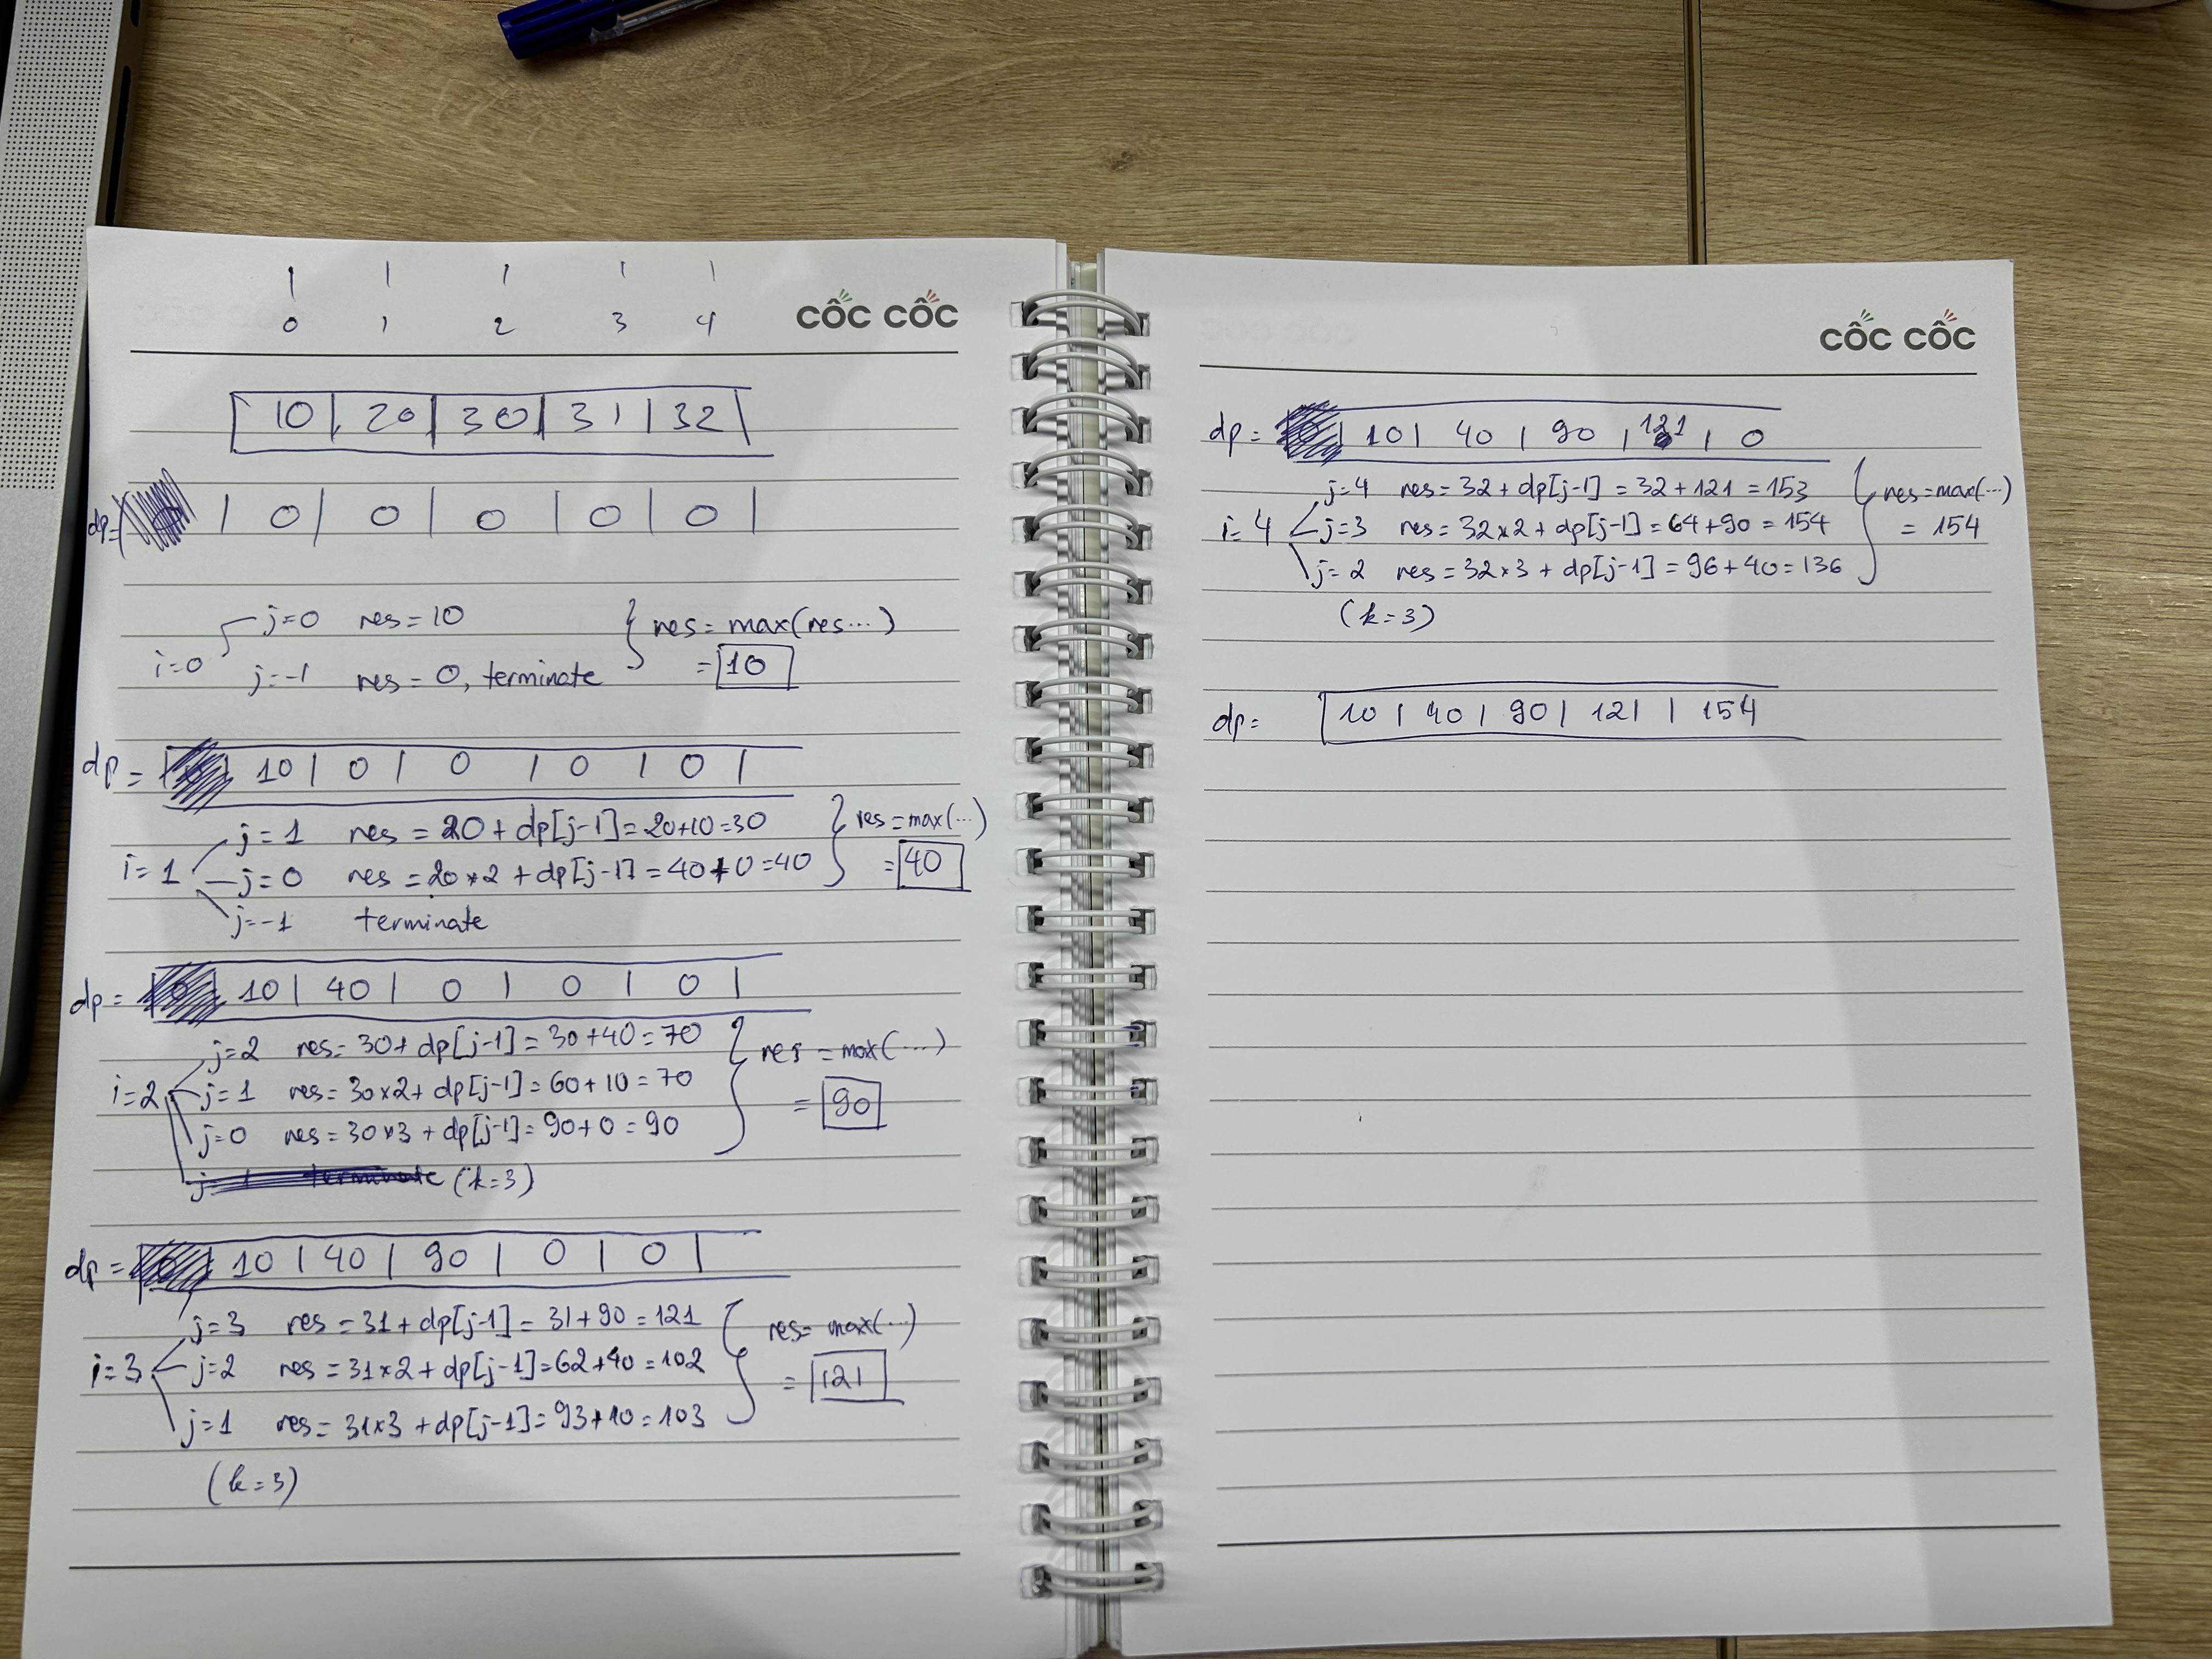 0 1 2 3 4
CỐC CỐC
10 | 20 | 30 | 31 | 32
dp= | 0 | 0 | 0 | 0 | 0 |
j=0 res=10
i=0
j=-1 res=0, terminate
} res= max(res...)
= 10
dp= 0 | 10 | 0 | 0 | 0 | 0 |
j=1 res = 20 + dp[j-1] = 20+10=30
i=1 j=0 res = 20*2 + dp[j-1] = 40+0=40
j=-1 terminate
} res=max(...)
= 40
dp= 0 | 10 | 40 | 0 | 0 | 0 |
j=2 res= 30+ dp[j-1] = 30+40=70
i=2 j=1 res= 30×2+ dp[j-1] = 60+10=70
j=0 res= 30×3 + dp[j-1] = 90+0=90
j=-1 terminate (k=3)
} res = max(....)
= 90
dp= 0 | 10 | 40 | 90 | 0 | 0 |
j=3 res = 31+ dp[j-1] = 31+90=121
i=3 j=2 res = 31×2 + dp[j-1] = 62+40=102
j=1 res = 31×3 + dp[j-1] = 93+10=103
(k=3)
} res= max(...)
= 121
CỐC CỐC
dp= 0 | 10 | 40 | 90 | 121 | 0
j=4 res= 32+dp[j-1] = 32+121=153
i=4 j=3 res= 32×2+ dp[j-1] = 64+90=154
j=2 res= 32×3 + dp[j-1] = 96+40=136
(k=3)
} res=max(...)
= 154
dp= | 10 | 40 | 90 | 121 | 154